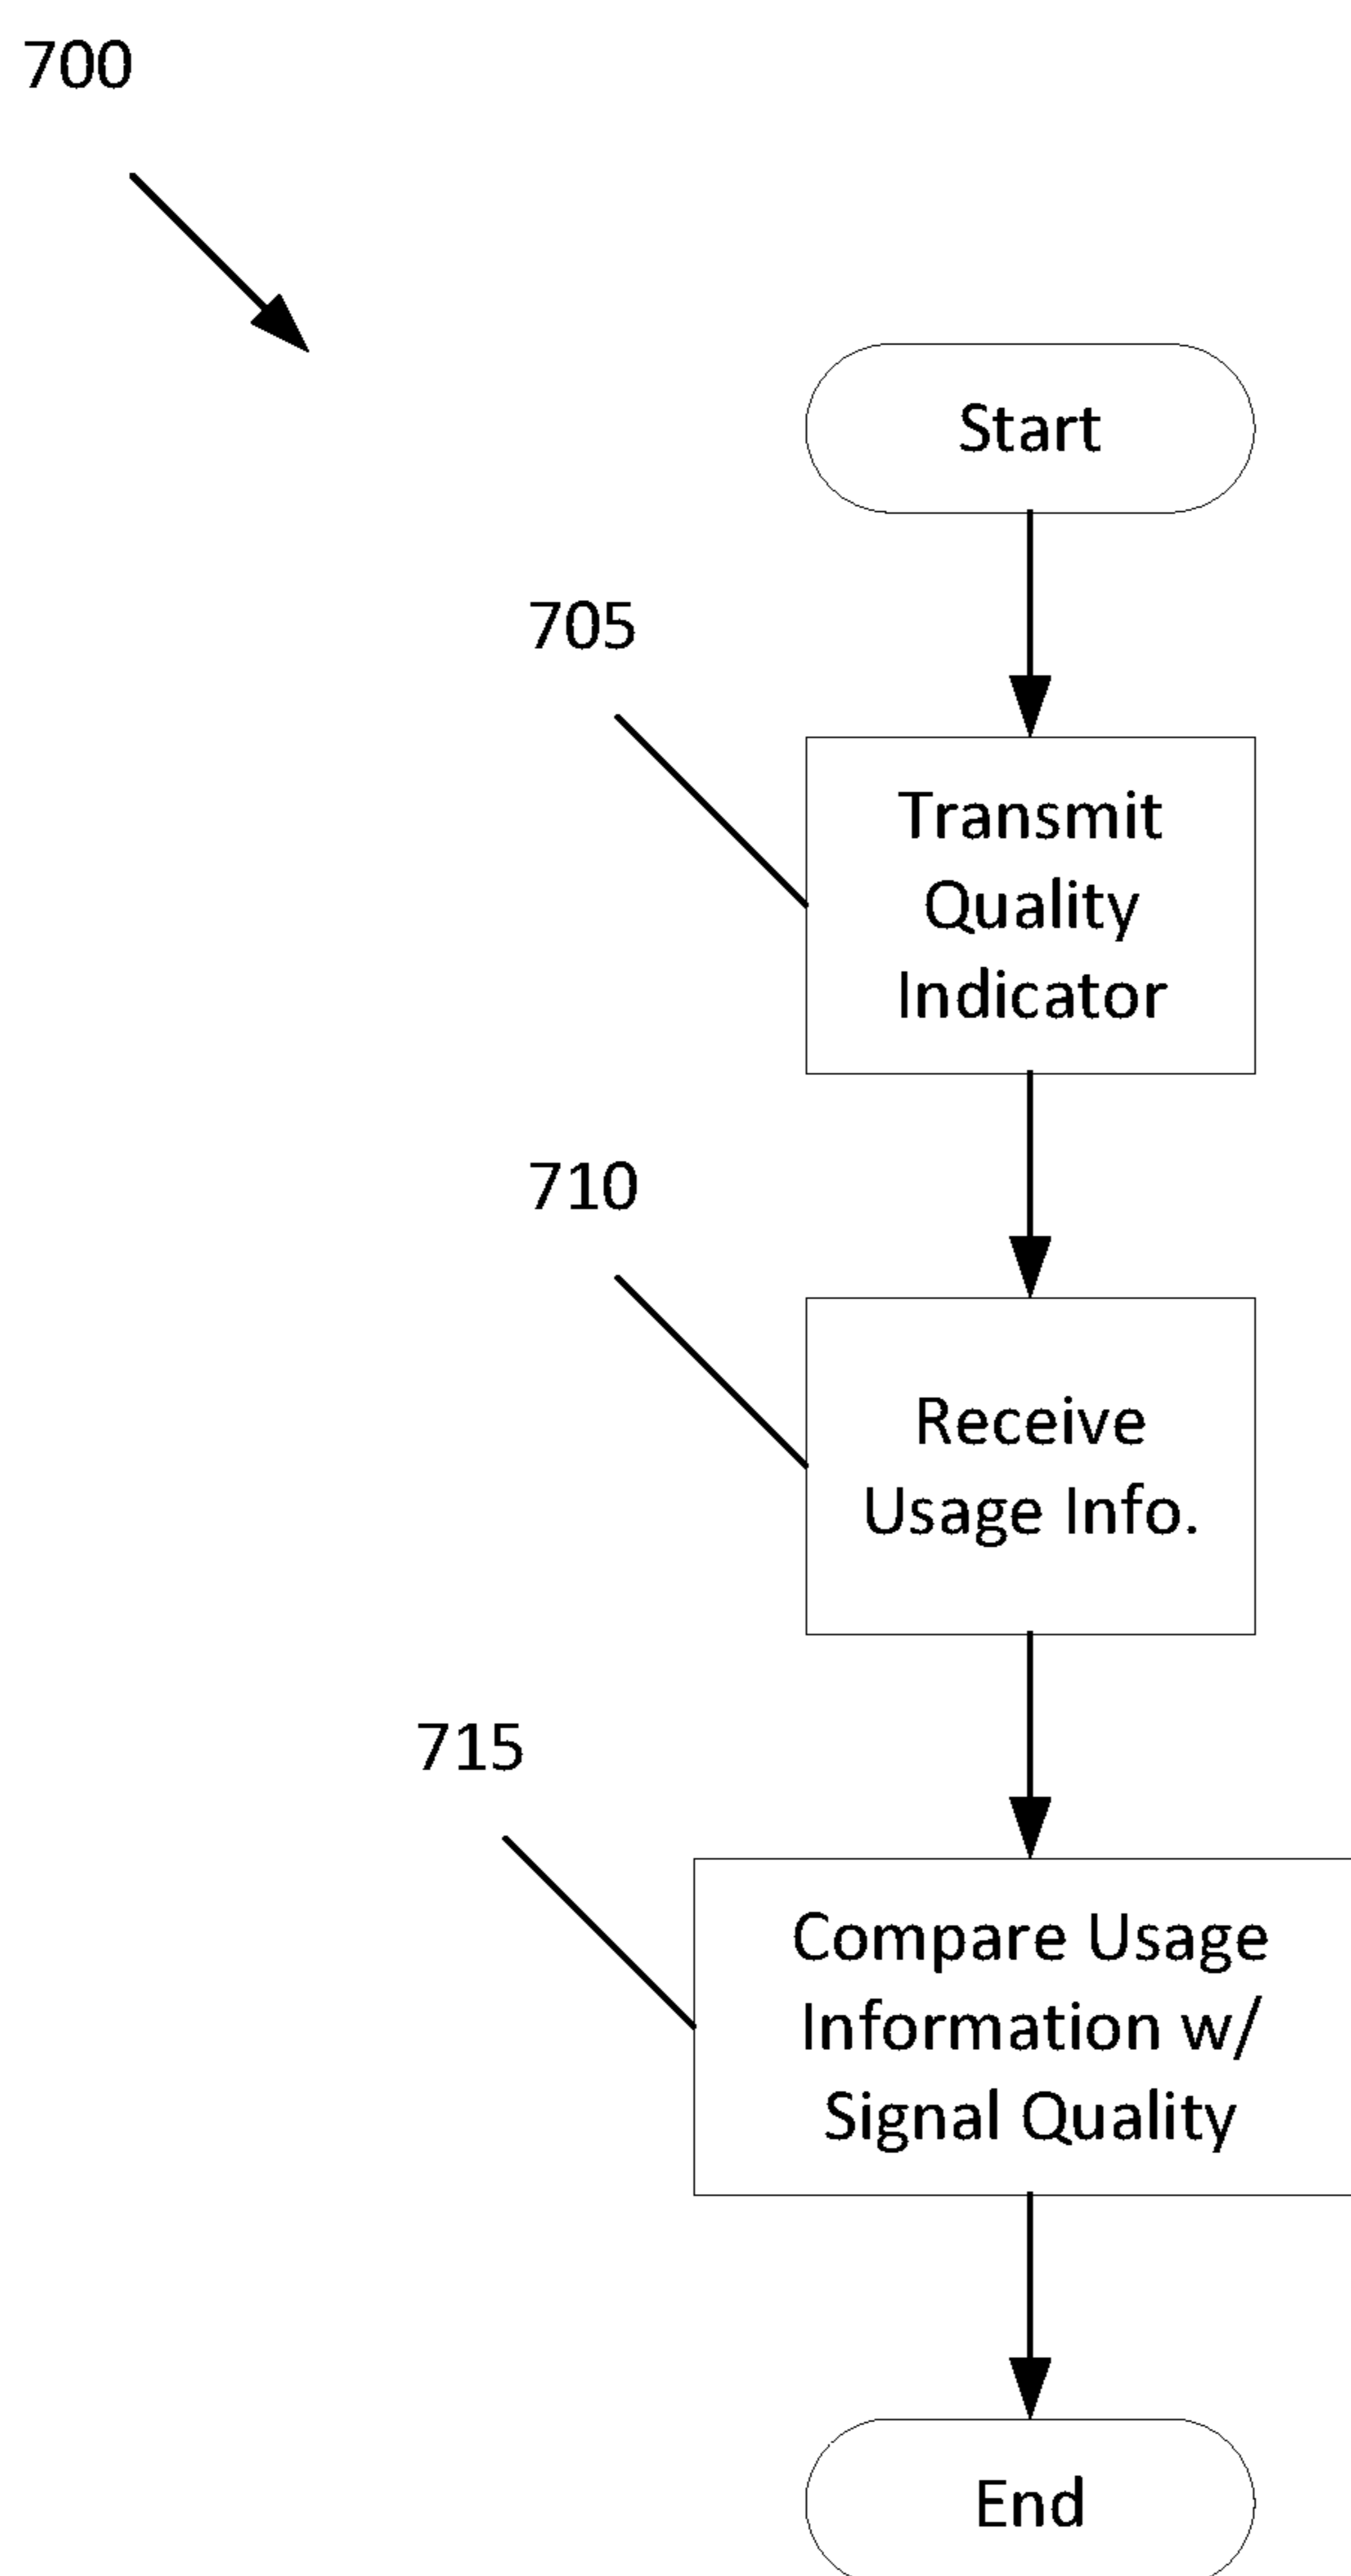 700
Start
705
Transmit
Quality
Indicator
710
Receive
Usage Info.
715
Compare Usage
Information w/
Signal Quality
End